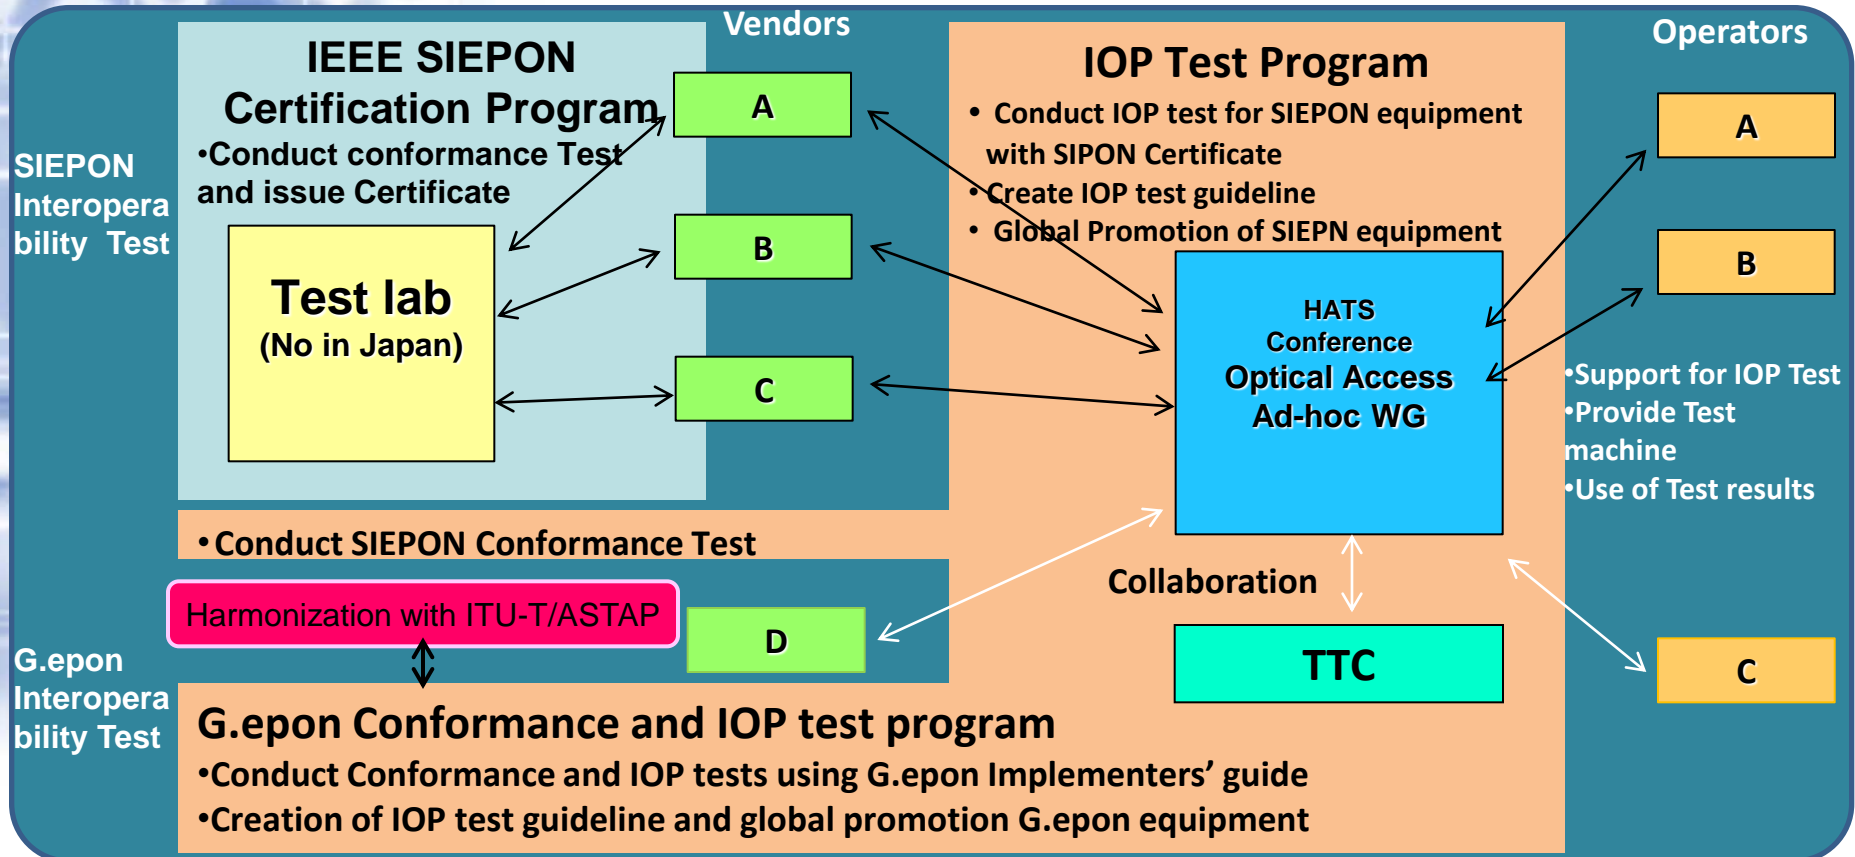 Vendors
Operators
IEEE SIEPON
Certification Program
•Conduct conformance Test
and issue Certificate
SIEPON
Interopera
bility Test
Test lab
(No in Japan)
A
B
C
IOP Test Program
• Conduct IOP test for SIEPON equipment
with SIPON Certificate
• Create IOP test guideline
• Global Promotion of SIEPN equipment
HATS
Conference
Optical Access
Ad-hoc WG
A
B
•Support for IOP Test
•Provide Test
machine
•Use of Test results
•Conduct SIEPON Conformance Test
Harmonization with ITU-T/ASTAP
D
Collaboration
TTC
C
G.epon
Interopera
bility Test
G.epon Conformance and IOP test program
•Conduct Conformance and IOP tests using G.epon Implementers’ guide
•Creation of IOP test guideline and global promotion G.epon equipment